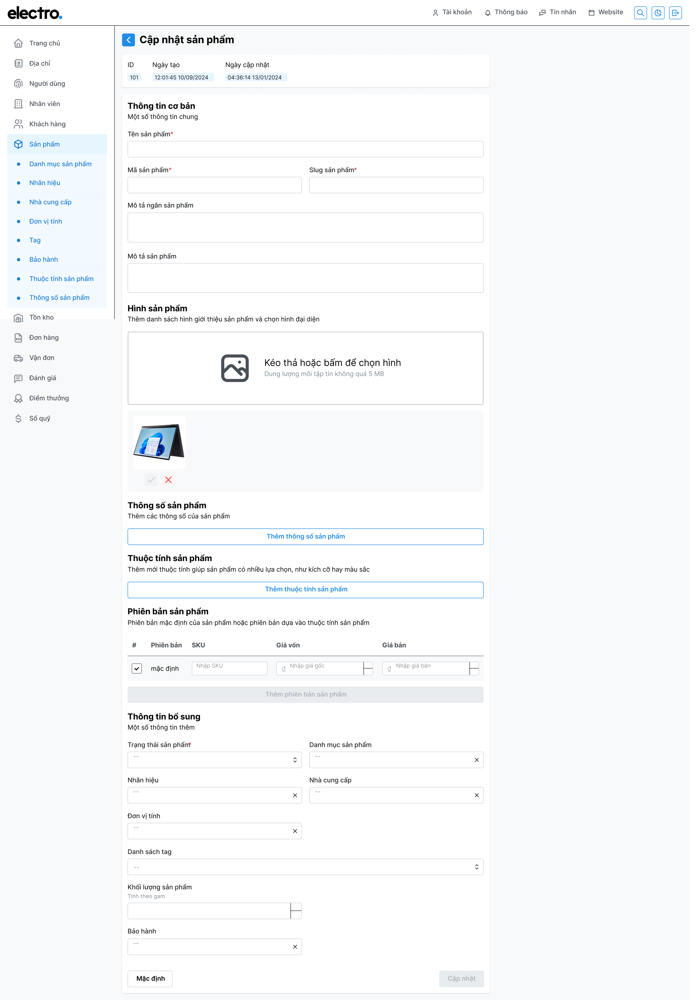 electro.
Tài khoản
Thông báo
Tin nhắn
Website
Trang chủ
Địa chỉ
Người dùng
Nhân viên
Khách hàng
Sản phẩm
Danh mục sản phẩm
Nhãn hiệu
Nhà cung cấp
Đơn vị tính
Tag
Bảo hành
Thuộc tính sản phẩm
Thông số sản phẩm
Tồn kho
Đơn hàng
Vận đơn
Đánh giá
Điểm thưởng
Sổ quỹ
Cập nhật sản phẩm
ID Ngày tạo Ngày cập nhật
101 12:01:45 10/09/2024 04:36:14 13/01/2024
Thông tin cơ bản
Một số thông tin chung
Tên sản phẩm*
Mã sản phẩm* Slug sản phẩm*
Mô tả ngắn sản phẩm
Mô tả sản phẩm
Hình sản phẩm
Thêm danh sách hình giới thiệu sản phẩm và chọn hình đại diện
Kéo thả hoặc bấm để chọn hình
Dung lượng mỗi tập tin không quá 5 MB
Thông số sản phẩm
Thêm các thông số của sản phẩm
Thêm thông số sản phẩm
Thuộc tính sản phẩm
Thêm mới thuộc tính giúp sản phẩm có nhiều lựa chọn, như kích cỡ hay màu sắc
Thêm thuộc tính sản phẩm
Phiên bản sản phẩm
Phiên bản mặc định của sản phẩm hoặc phiên bản dựa vào thuộc tính sản phẩm
# Phiên bản SKU Giá vốn Giá bán
mặc định Nhập SKU ₫ Nhập giá gốc ₫ Nhập giá bán
Thêm phiên bản sản phẩm
Thông tin bổ sung
Một số thông tin thêm
Trạng thái sản phẩm* Danh mục sản phẩm
-- --
Nhãn hiệu Nhà cung cấp
-- --
Đơn vị tính
--
Danh sách tag
--
Khối lượng sản phẩm
Tính theo gam
Bảo hành
--
Mặc định Cập nhật